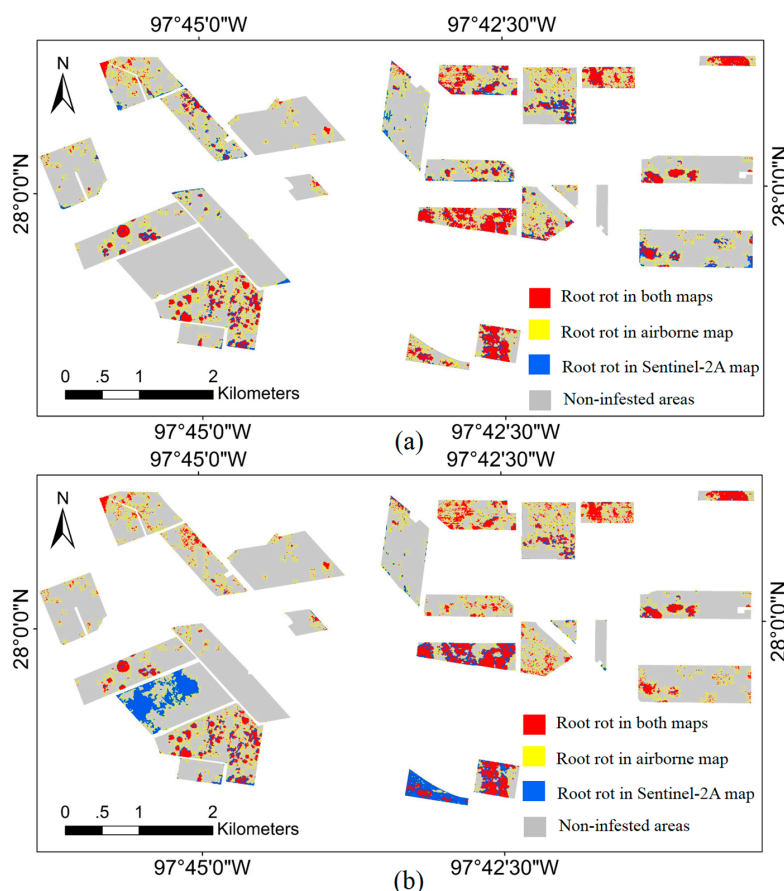 97°45'0"W 97°42'30"W
N
28°0'0"N
28°0'0"N
Root rot in both maps
Root rot in airborne map
Root rot in Sentinel-2A map
Non-infested areas
0 .5 1 2
Kilometers
97°45'0"W 97°42'30"W
(a)
97°45'0"W 97°42'30"W
N
28°0'0"N
28°0'0"N
Root rot in both maps
Root rot in airborne map
Root rot in Sentinel-2A map
Non-infested areas
0 .5 1 2
Kilometers
97°45'0"W 97°42'30"W
(b)